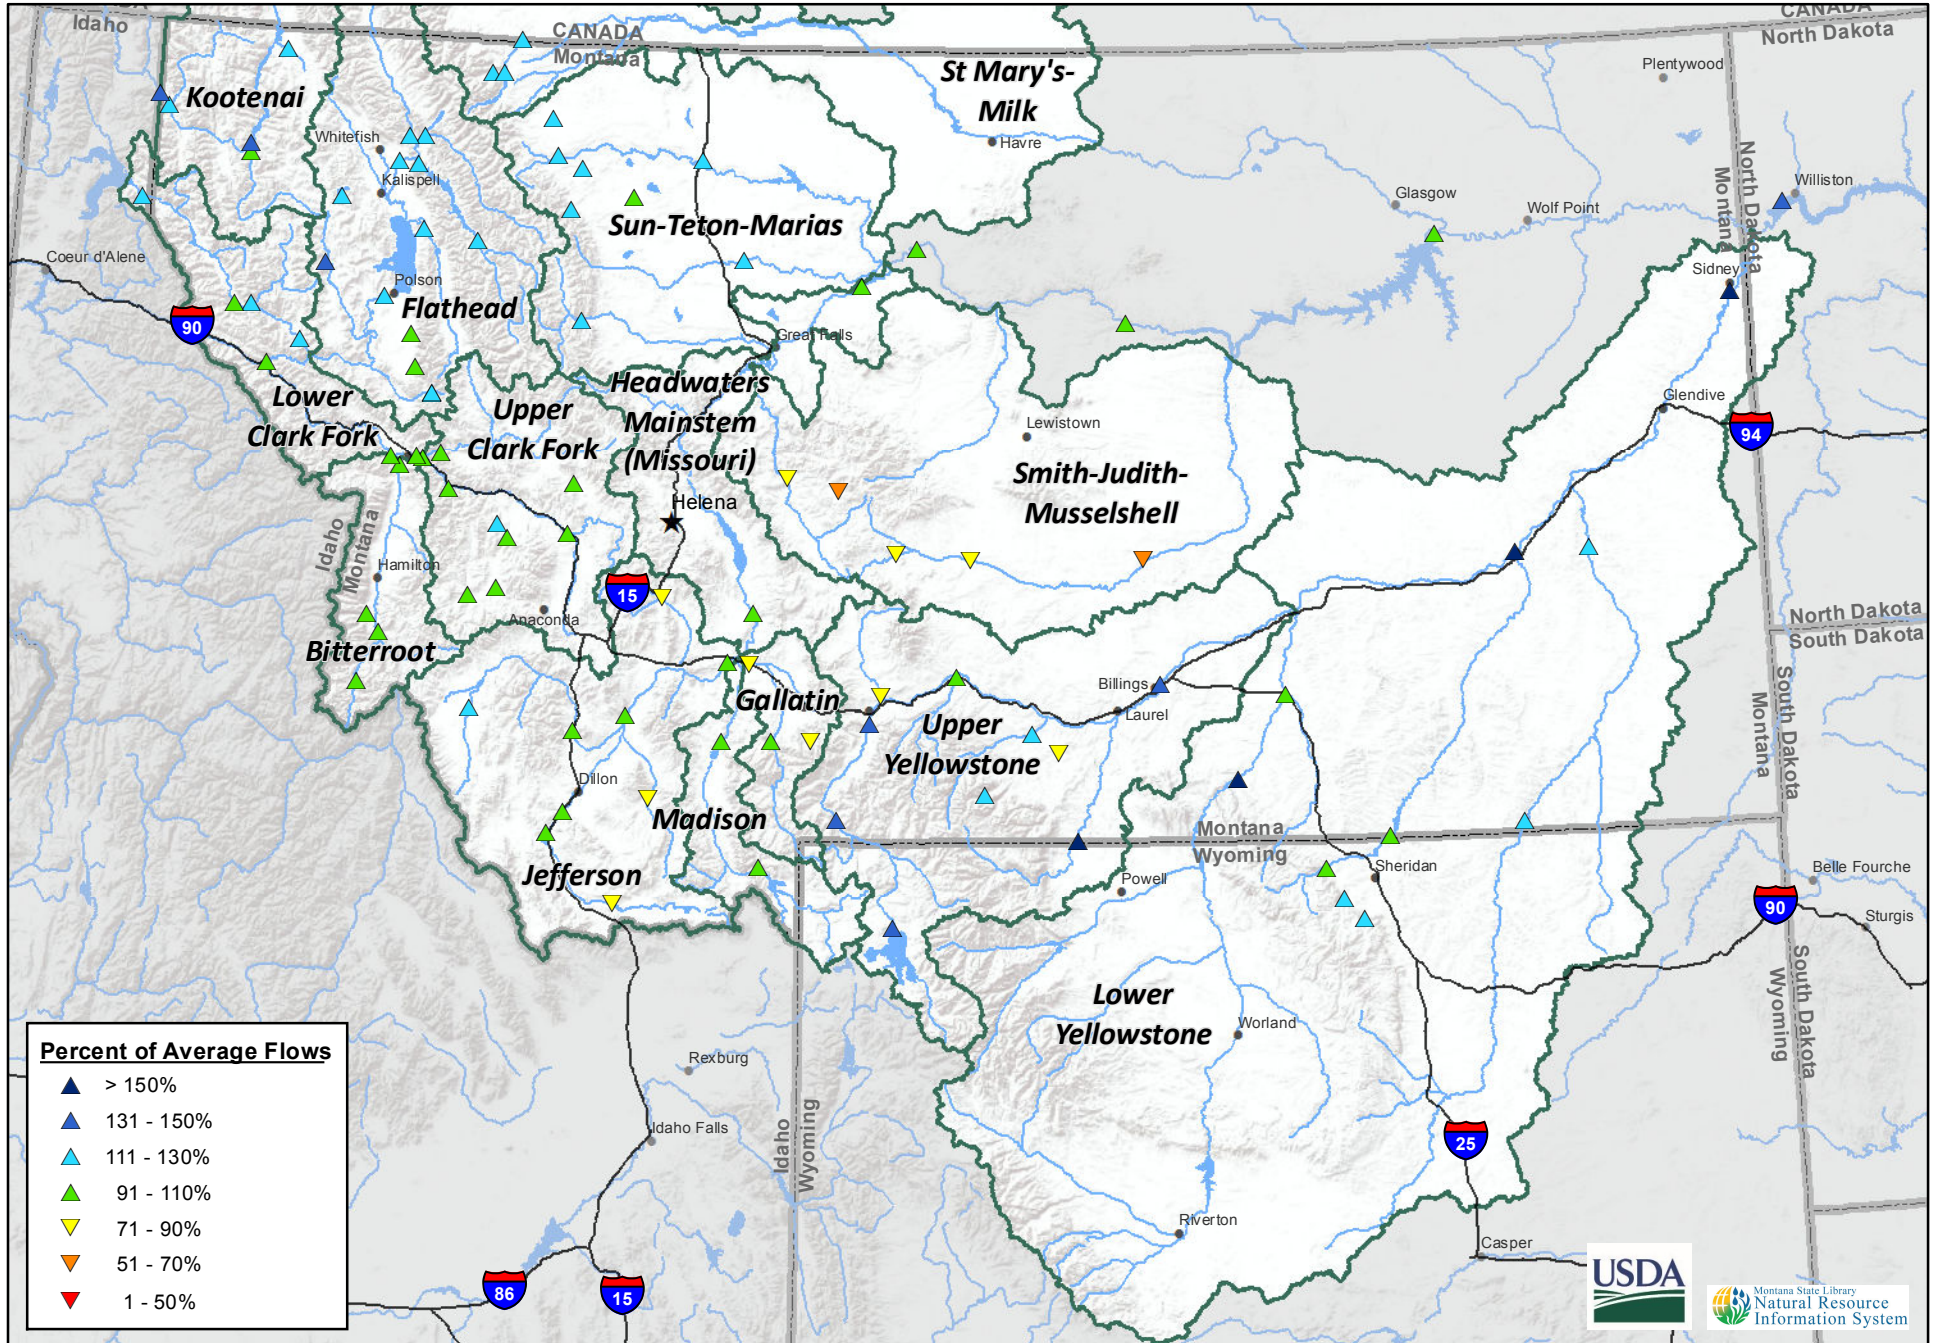 CANADA
Idaho
CANADA
Montana
CANADA
North Dakota
St Mary's-
Milk
Plentywood
Kootenai
Whitefish
Havre
Kalispell
Glasgow
Wolf Point
Williston
North Dakota
Montana
Sun-Teton-Marias
Coeur d'Alene
Polson
Sidney
Flathead
90
Great Falls
Headwaters
Mainstem
(Missouri)
Lower
Clark Fork
Upper
Clark Fork
Lewistown
Glendive
94
Smith-Judith-
Musselshell
Helena
Idaho
Montana
Hamilton
15
Anaconda
North Dakota
South Dakota
Bitterroot
Gallatin
Billings
Laurel
South Dakota
Montana
Upper
Yellowstone
Dillon
Madison
Montana
Wyoming
Jefferson
Powell
Sheridan
Belle Fourche
90
Sturgis
South Dakota
Wyoming
Lower
Yellowstone
Worland
Rexburg
Idaho Falls
Idaho
Wyoming
25
Riverton
Casper
86
15
Percent of Average Flows
> 150%
131 - 150%
111 - 130%
91 - 110%
71 - 90%
51 - 70%
1 - 50%
USDA
Montana State Library
Natural Resource
Information System